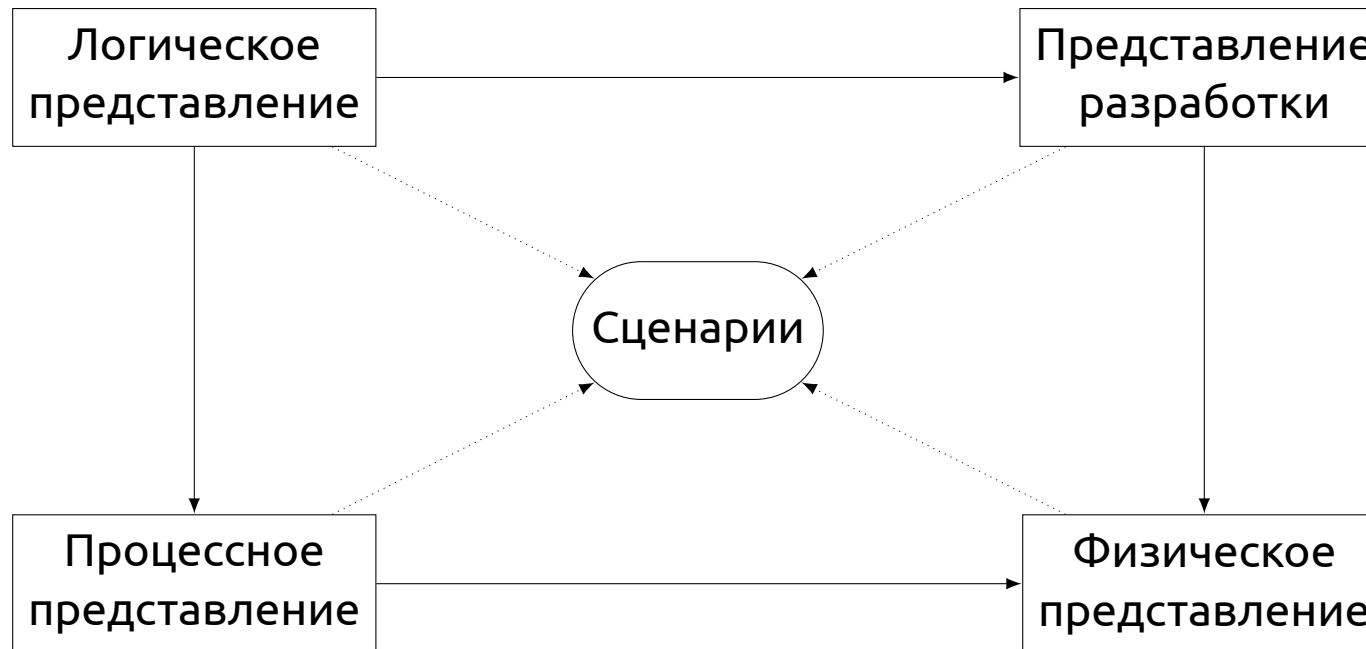 Логическое
представление
Представление
разработки
Сценарии
Процессное
представление
Физическое
представление